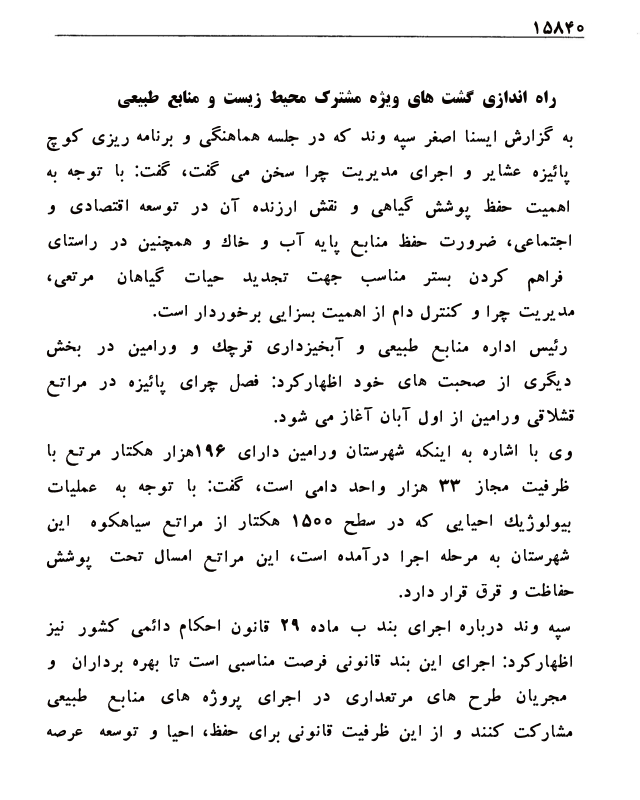 ۱۵۸۴۰
راه اندازی گشت های ویژه مشترک محیط زیست و منابع طبیعی
به گزارش ایسنا اصغر سپه وند که در جلسه هماهنگی و برنامه ریزی کوچ
پائیزه عشایر و اجرای مدیریت چرا سخن می گفت، گفت: با توجه به
اهمیت حفظ پوشش گیاهی و نقش ارزنده آن در توسعه اقتصادی و
اجتماعی، ضرورت حفظ منابع پایه آب و خاك و همچنین در راستای
فراهم کردن بستر مناسب جهت تجدید حیات گیاهان مرتعی،
مدیریت چرا و کنترل دام از اهمیت بسزایی برخوردار است.
رئیس اداره منابع طبیعی و آبخیزداری قرچك و ورامین در بخش
دیگری از صحبت های خود اظهارکرد: فصل چرای پائیزه در مراتع
قشلاقی ورامین از اول آبان آغاز می شود.
وی با اشاره به اینکه شهرستان ورامین دارای ۱۹۶هزار هکتار مرتع با
ظرفیت مجاز ۳۳ هزار واحد دامی است، گفت: با توجه به عملیات
بیولوژیك احیایی که در سطح ۱۵۰۰ هکتار از مراتع سیاهکوه این
شهرستان به مرحله اجرا درآمده است، این مراتع امسال تحت پوشش
حفاظت و قرق قرار دارد.
سپه وند درباره اجرای بند ب ماده ۲۹ قانون احکام دائمی کشور نیز
اظهارکرد: اجرای این بند قانونی فرصت مناسبی است تا بهره برداران و
مجریان طرح های مرتعداری در اجرای پروژه های منابع طبیعی
مشارکت کنند و از این ظرفیت قانونی برای حفظ، احیا و توسعه عرصه